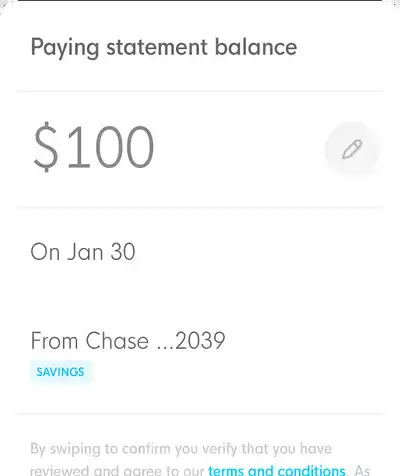 Paying statement balance
$100
On Jan 30
From Chase ...2039
SAVINGS
By swiping to confirm you verify that you have
reviewed and agree to our terms and conditions. As